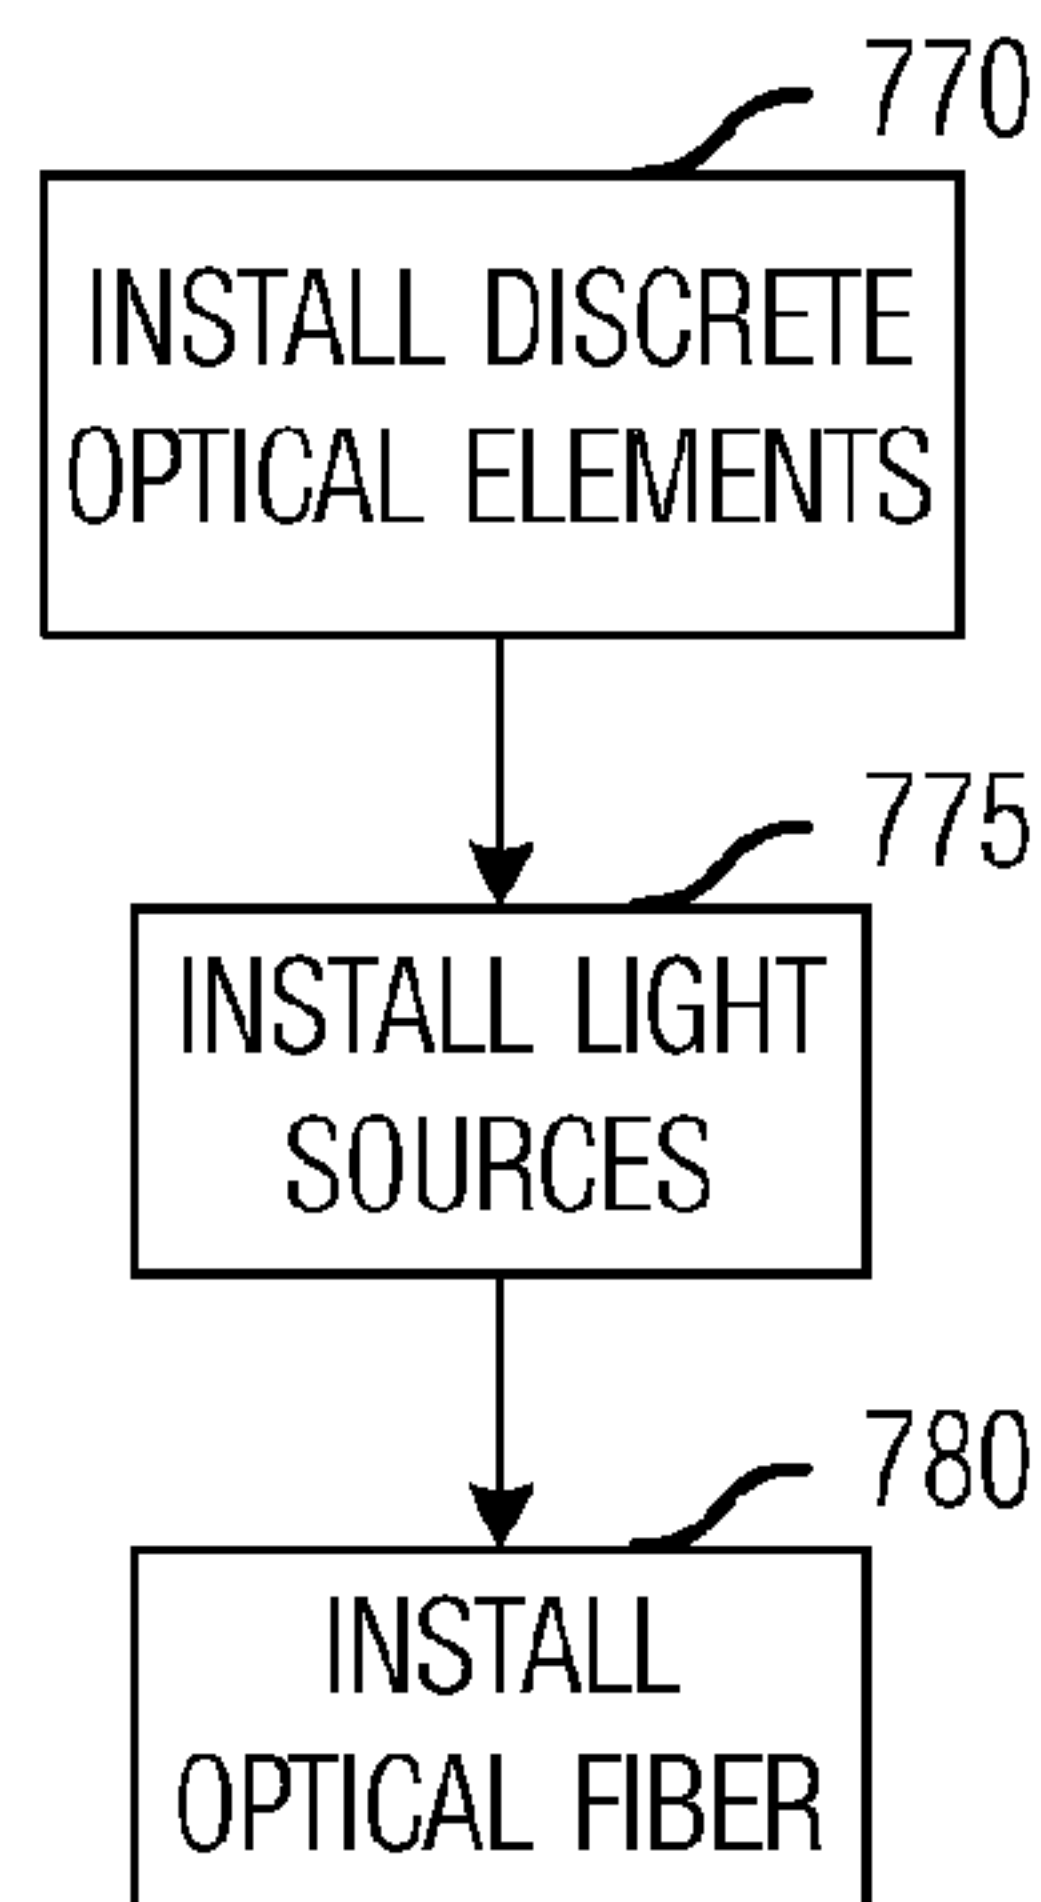 770
INSTALL DISCRETE
OPTICAL ELEMENTS
775
INSTALL LIGHT
SOURCES
780
INSTALL
OPTICAL FIBER